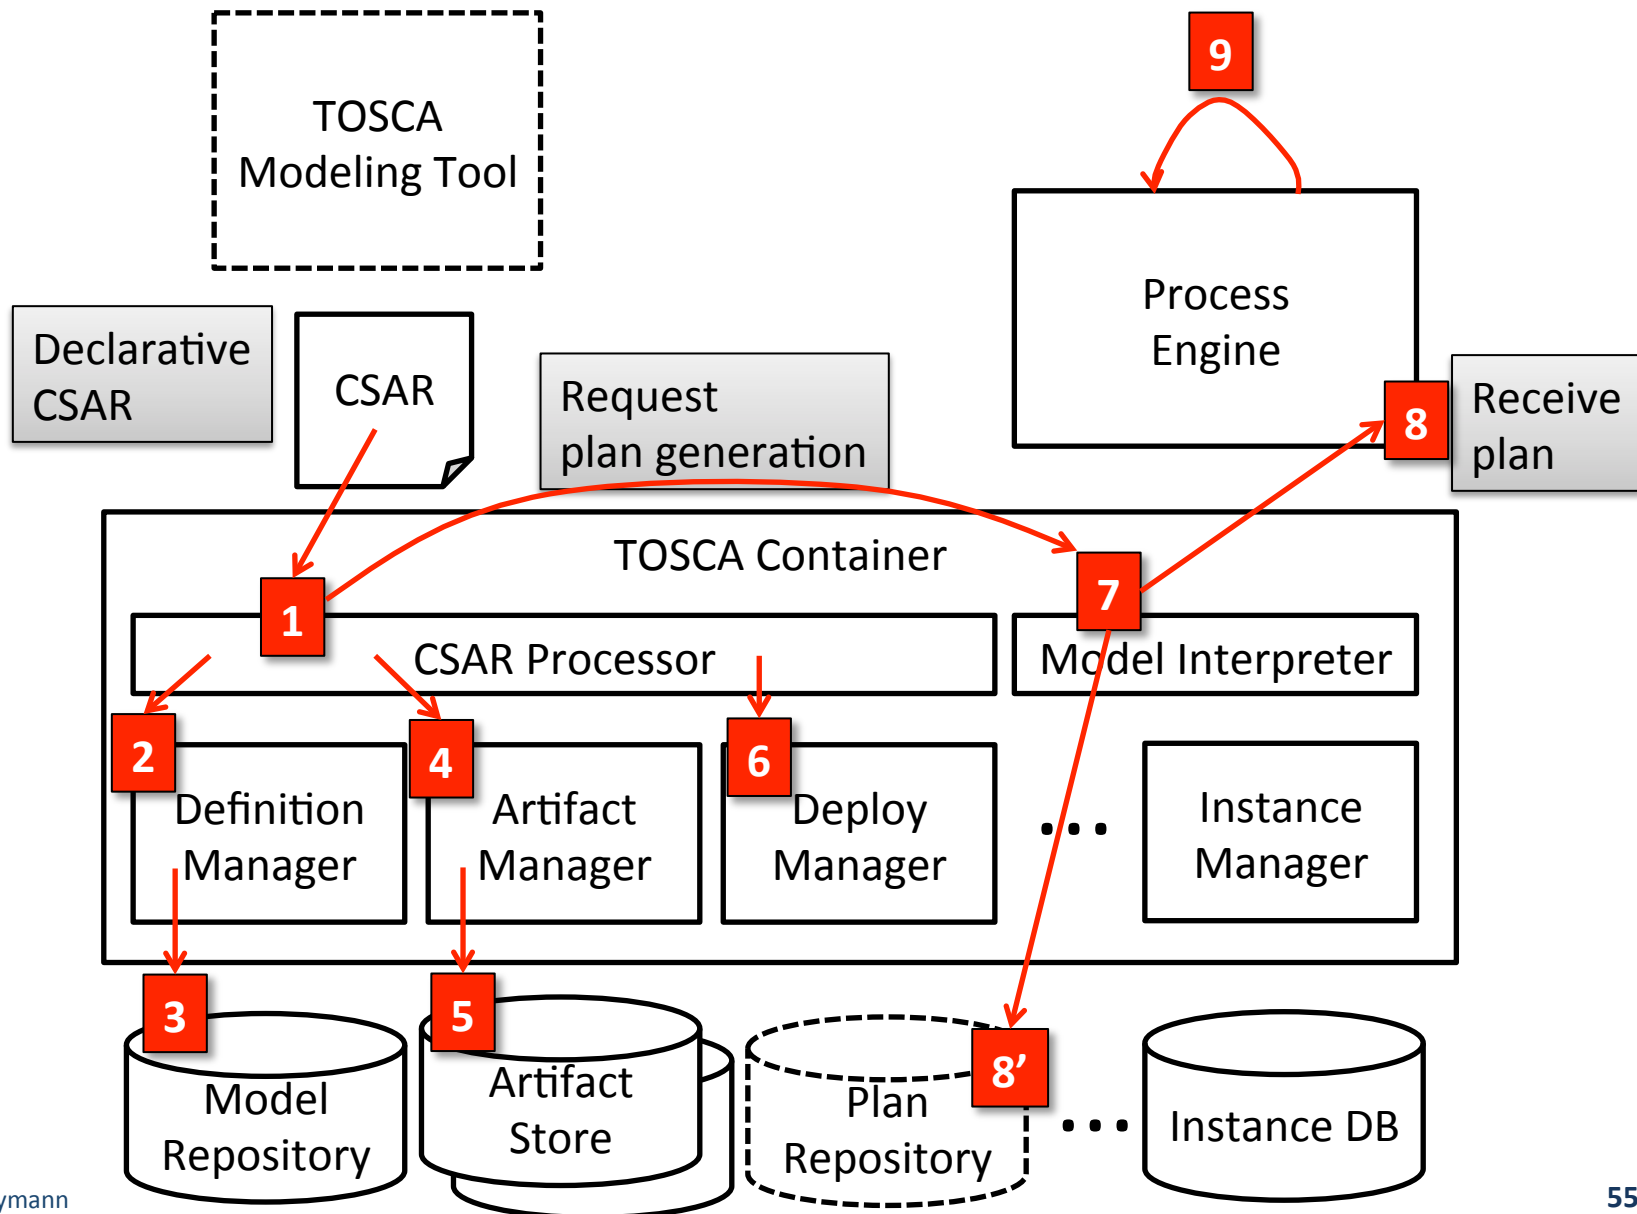 9
TOSCA
Modeling Tool
Process
Engine
Declarative
CSAR
CSAR
Request
plan generation
8
Receive
plan
TOSCA Container
1
7
CSAR Processor
Model Interpreter
2
4
6
Definition
Manager
Artifact
Manager
Deploy
Manager
...
Instance
Manager
3
5
8’
Model
Repository
Artifact
Store
Plan
Repository
...
Instance DB
ymann
55